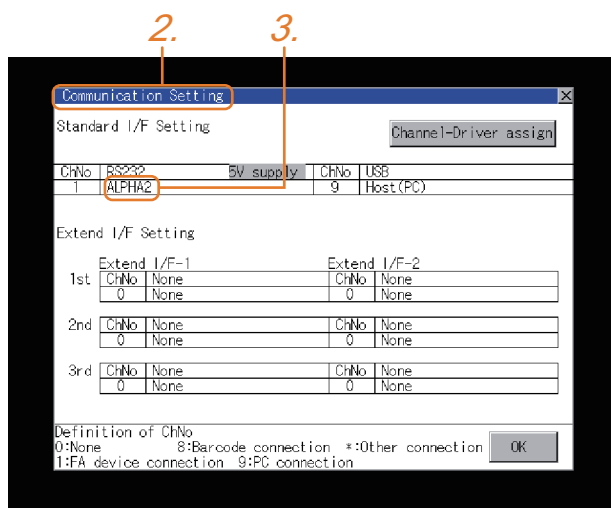 2. 3.
Communication Setting
Standard I/F Setting
Channel-Driver assign
ChNo RS232 5V supply ChNo USB
1 ALPHA2 9 Host(PC)
Extend I/F Setting
Extend I/F-1 Extend I/F-2
1st ChNo None ChNo None
0 None 0 None
2nd ChNo None ChNo None
0 None 0 None
3rd ChNo None ChNo None
0 None 0 None
Definition of ChNo
0:None 8:Barcode connection *:Other connection OK
1:FA device connection 9:PC connection